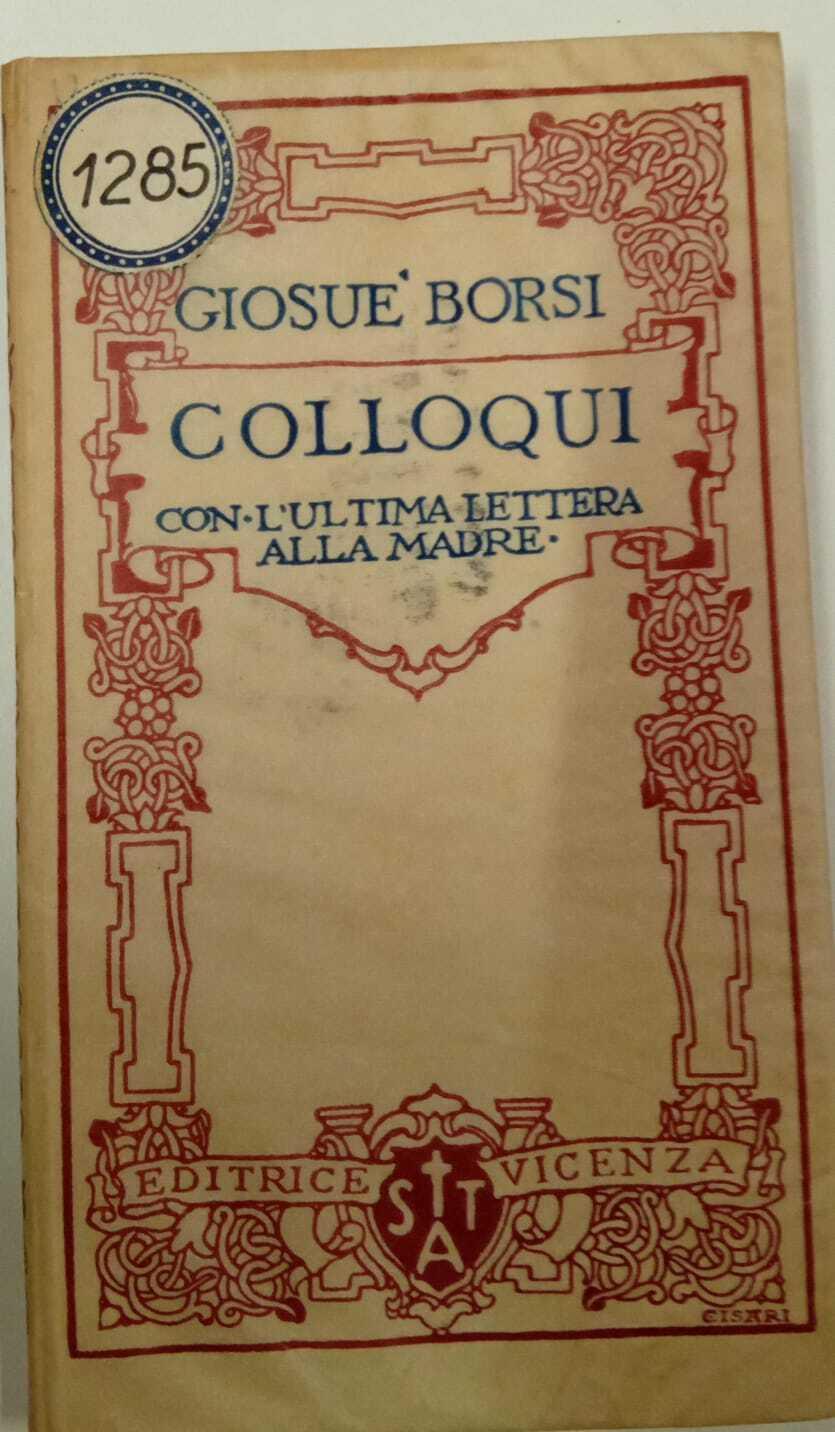 1285
GIOSUE' BORSI
COLLOQUI
CON·L'ULTIMA LETTERA
ALLA MADRE·
EDITRICE
S T A T
VICENZA
CISARI